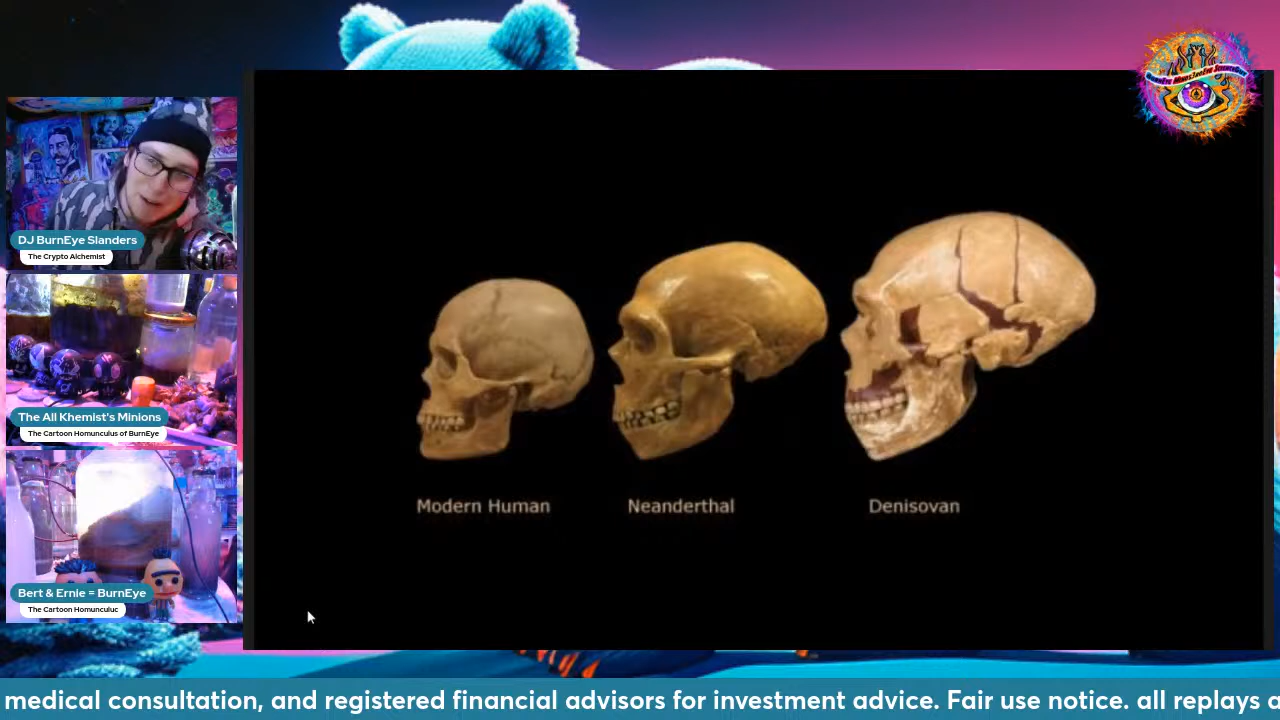 DJ BurnEye Slanders
The Crypto Alchemist
The All Khemist's Minions
The Cartoon Homunculus of BurnEye
Bert & Ernie = BurnEye
The Cartoon Homunculuc
Modern Human
Neanderthal
Denisovan
medical consultation, and registered financial advisors for investment advice. Fair use notice. all replays